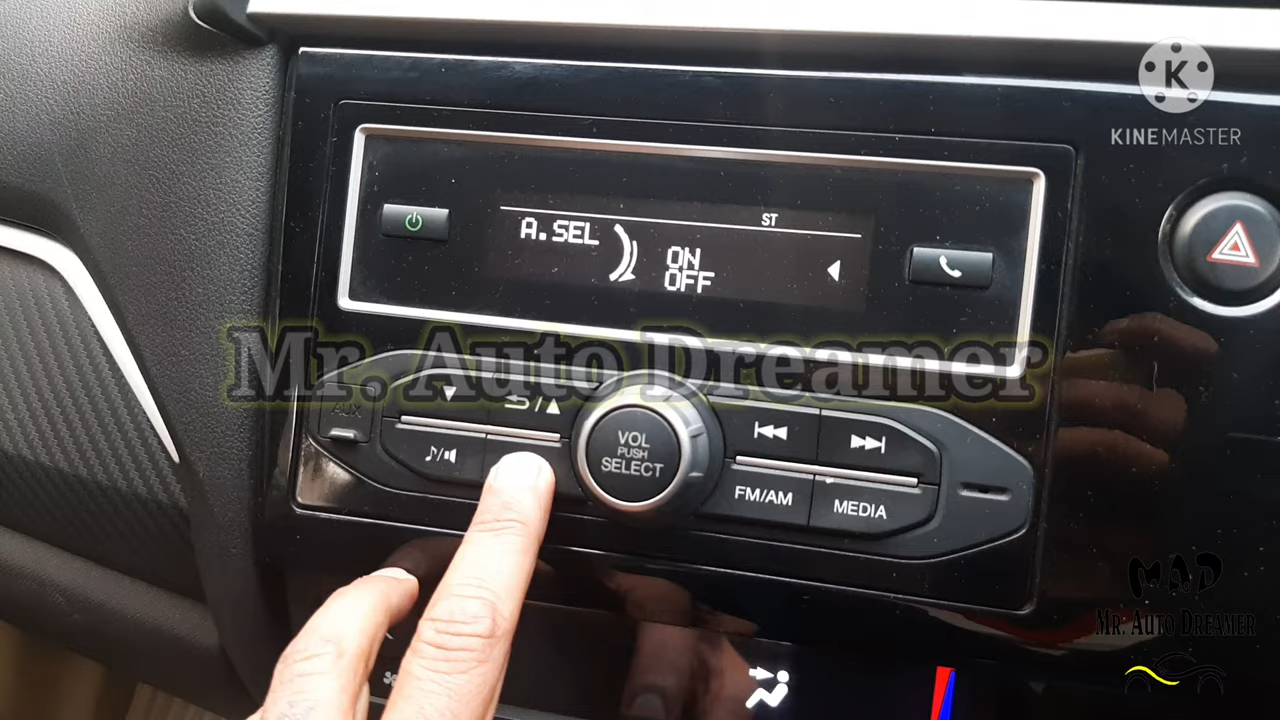 K
KINEMASTER
ST
A.SEL
ON
OFF
Mr. Auto Dreamer
AUX
VOL
PUSH
SELECT
FM/AM
MEDIA
MAD
Mr. Auto Dreamer